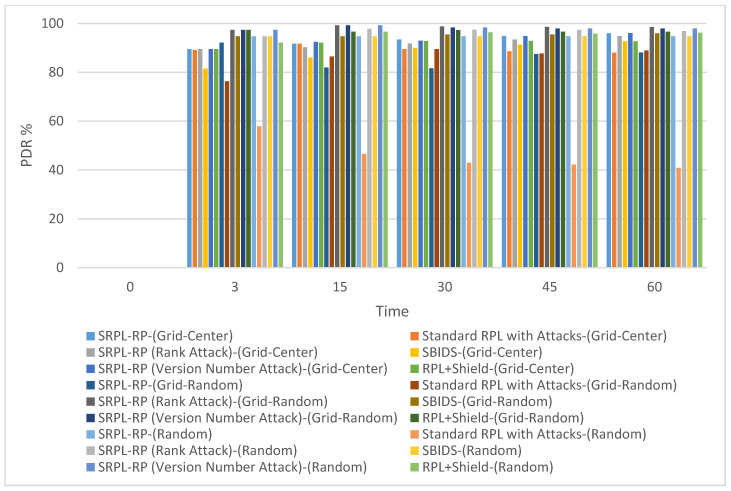 100
80
60
40
20
0
PDR %
0 3 15 30 45 60
Time
SRPL-RP-(Grid-Center) Standard RPL with Attacks-(Grid-Center)
SRPL-RP (Rank Attack)-(Grid-Center) SBIDS-(Grid-Center)
SRPL-RP (Version Number Attack)-(Grid-Center) RPL+Shield-(Grid-Center)
SRPL-RP-(Grid-Random) Standard RPL with Attacks-(Grid-Random)
SRPL-RP (Rank Attack)-(Grid-Random) SBIDS-(Grid-Random)
SRPL-RP (Version Number Attack)-(Grid-Random) RPL+Shield-(Grid-Random)
SRPL-RP-(Random) Standard RPL with Attacks-(Random)
SRPL-RP (Rank Attack)-(Random) SBIDS-(Random)
SRPL-RP (Version Number Attack)-(Random) RPL+Shield-(Random)